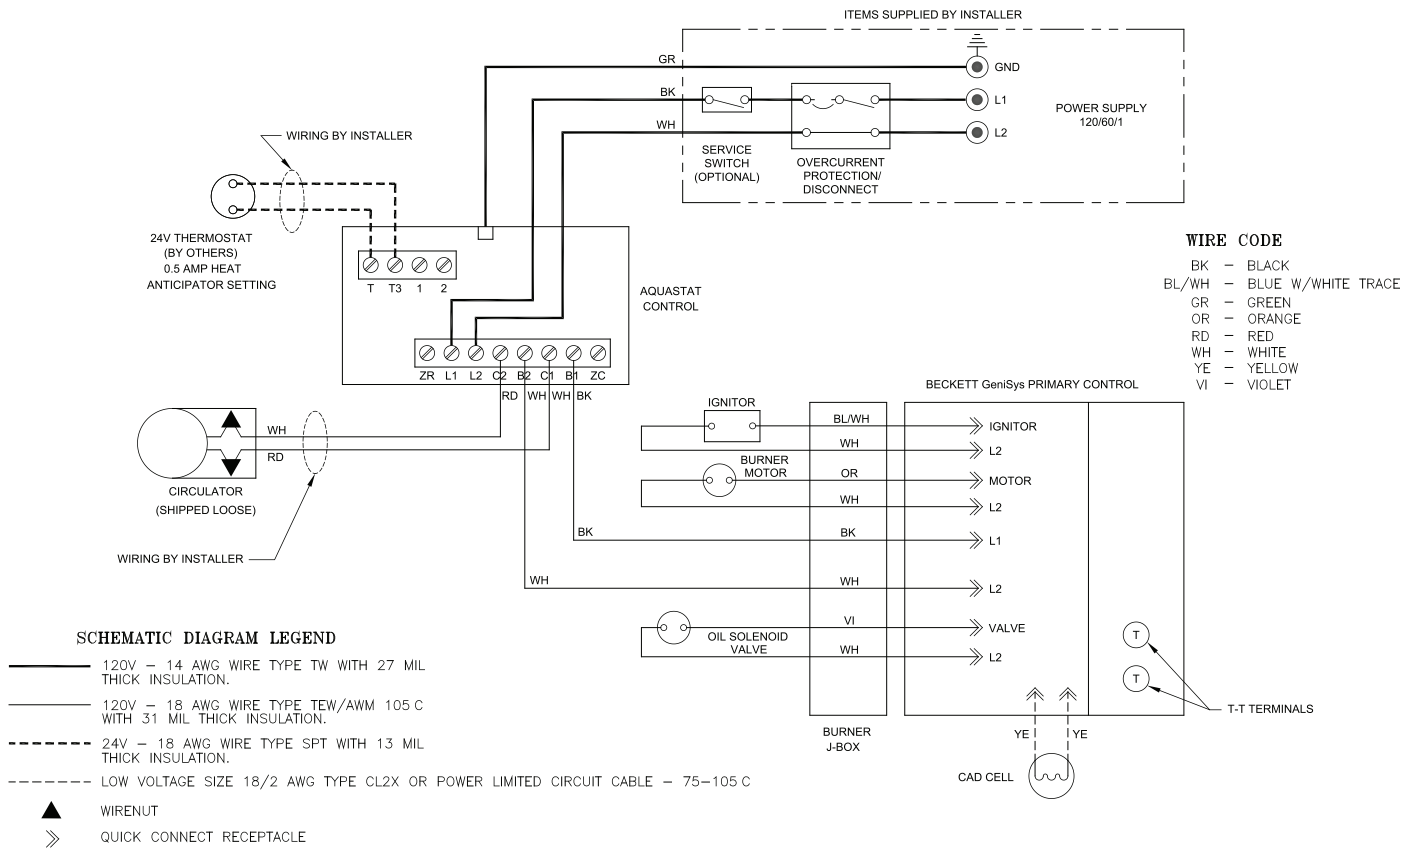 ITEMS SUPPLIED BY INSTALLER
GR
GND
BK
L1
POWER SUPPLY
120/60/1
WH
L2
SERVICE
SWITCH
(OPTIONAL)
OVERCURRENT
PROTECTION/
DISCONNECT
WIRING BY INSTALLER
24V THERMOSTAT
(BY OTHERS)
0.5 AMP HEAT
ANTICIPATOR SETTING
T T3 1 2
AQUASTAT
CONTROL
ZR L1 L2 C2 B2 C1 B1 ZC
RD WH WH BK
WIRE CODE
BK – BLACK
BL/WH – BLUE W/WHITE TRACE
GR – GREEN
OR – ORANGE
RD – RED
WH – WHITE
YE – YELLOW
VI – VIOLET
BECKETT GeniSys PRIMARY CONTROL
WH
RD
CIRCULATOR
(SHIPPED LOOSE)
WIRING BY INSTALLER
IGNITOR
BL/WH
IGNITOR
WH
L2
BURNER
MOTOR
OR
MOTOR
WH
L2
BK
BK
L1
WH
WH
L2
OIL SOLENOID
VALVE
VI
VALVE
WH
L2
T
T
T-T TERMINALS
BURNER
J-BOX
YE
YE
CAD CELL
SCHEMATIC DIAGRAM LEGEND
120V – 14 AWG WIRE TYPE TW WITH 27 MIL
THICK INSULATION.
120V – 18 AWG WIRE TYPE TEW/AWM 105 C
WITH 31 MIL THICK INSULATION.
24V – 18 AWG WIRE TYPE SPT WITH 13 MIL
THICK INSULATION.
LOW VOLTAGE SIZE 18/2 AWG TYPE CL2X OR POWER LIMITED CIRCUIT CABLE – 75–105 C
WIRENUT
QUICK CONNECT RECEPTACLE